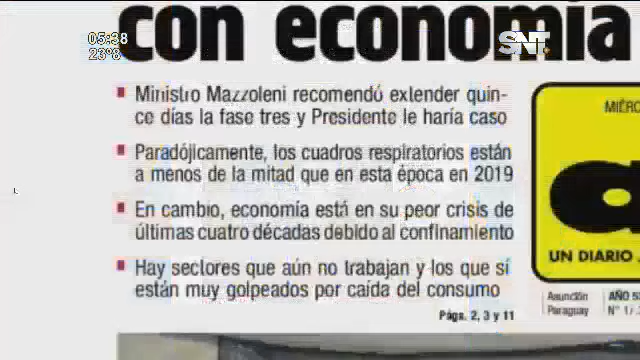 con economía
05:38
23°8
SNT
Ministro Mazzoleni recomendó extender quin-
ce días la fase tres y Presidente le haría caso
Paradójicamente, los cuadros respiratorios están
a menos de la mitad que en esta época en 2019
En cambio, economía está en su peor crisis de
últimas cuatro décadas debido al confinamiento
Hay sectores que aún no trabajan y los que sí
están muy golpeados por caída del consumo
Págs. 2, 3 y 11
MIÉRC
UN DIARIO
Asunción
Paraguay
AÑO
N°